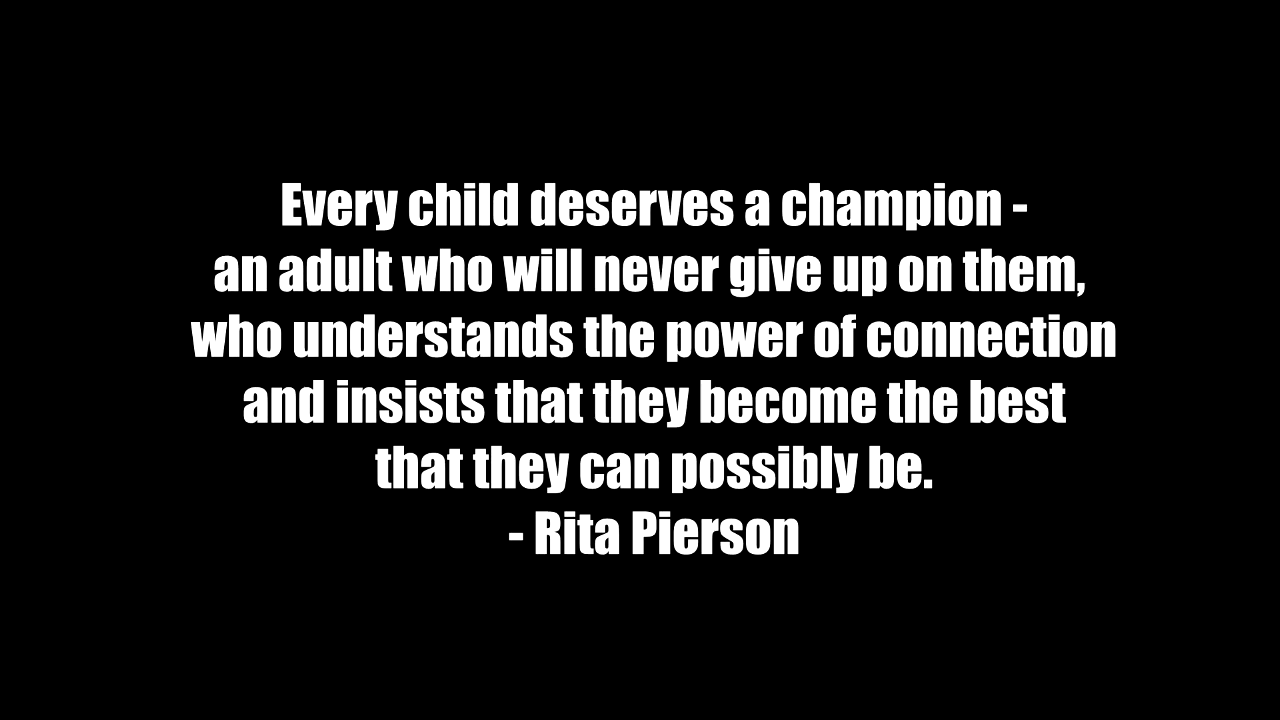 Every child deserves a champion -
an adult who will never give up on them,
who understands the power of connection
and insists that they become the best
that they can possibly be.
- Rita Pierson